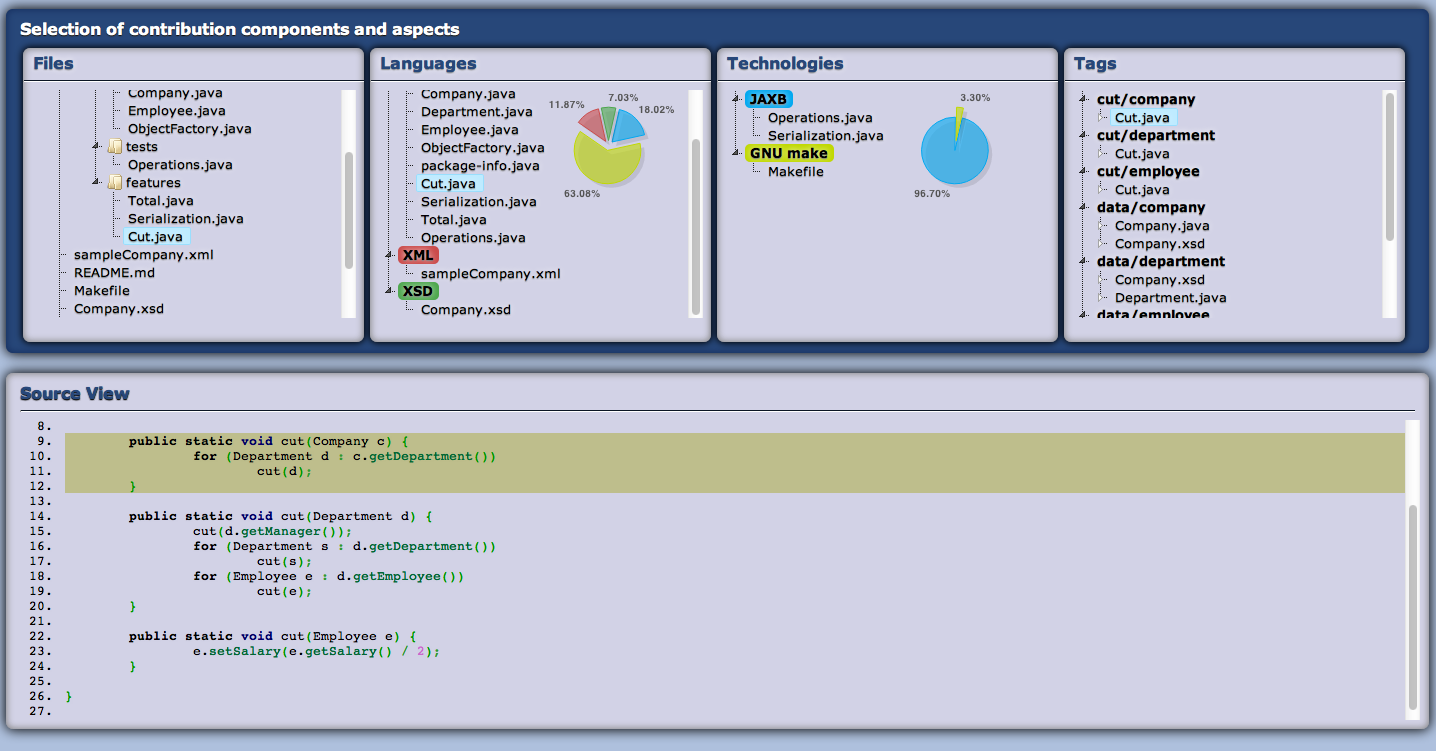 Selection of contribution components and aspects
Files
Company.java
Employee.java
ObjectFactory.java
tests
Operations.java
features
Total.java
Serialization.java
Cut.java
sampleCompany.xml
README.md
Makefile
Company.xsd
Languages
Company.java
Department.java
Employee.java
ObjectFactory.java
package-info.java
Cut.java
Serialization.java
Total.java
Operations.java
XML
sampleCompany.xml
XSD
Company.xsd
11.87%
7.03%
18.02%
63.08%
Technologies
JAXB
Operations.java
Serialization.java
GNU make
Makefile
3.30%
96.70%
Tags
cut/company
Cut.java
cut/department
Cut.java
cut/employee
Cut.java
data/company
Company.java
Company.xsd
data/department
Company.xsd
Department.java
data/employee
Source View
8.
9. public static void cut(Company c) {
10. for (Department d : c.getDepartment())
11. cut(d);
12. }
13.
14. public static void cut(Department d) {
15. cut(d.getManager());
16. for (Department s : d.getDepartment())
17. cut(s);
18. for (Employee e : d.getEmployee())
19. cut(e);
20. }
21.
22. public static void cut(Employee e) {
23. e.setSalary(e.getSalary() / 2);
24. }
25.
26. }
27.